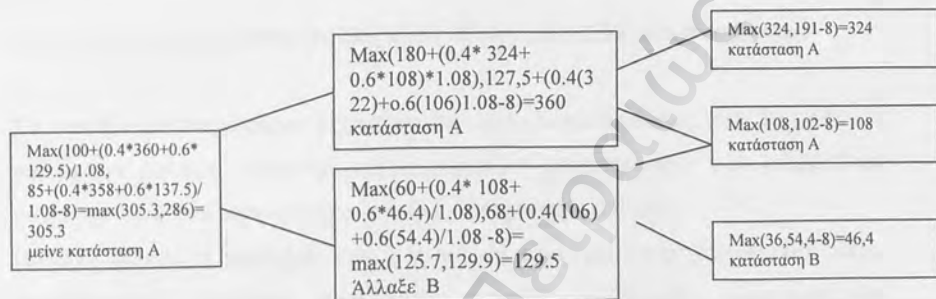 Max(100+(0.4*360+0.6*
129.5)/1.08,
85+(0.4*358+0.6*137.5)/
1.08-8)=max(305.3,286)=
305.3
μείνε κατάσταση Α
Max(180+(0.4* 324+
0.6*108)*1.08),127,5+(0.4(3
22)+ο.6(106)1.08-8)=360
κατάσταση Α
Max(60+(0.4* 108+
0.6*46.4)/1.08),68+(0.4(106)
+0.6(54.4)/1.08 -8)=
max(125.7,129.9)=129.5
Άλλαξε Β
Max(324,191-8)=324
κατάσταση Α
Max(108,102-8)=108
κατάσταση Α
Max(36,54,4-8)=46,4
κατάσταση Β
Πειραιώς